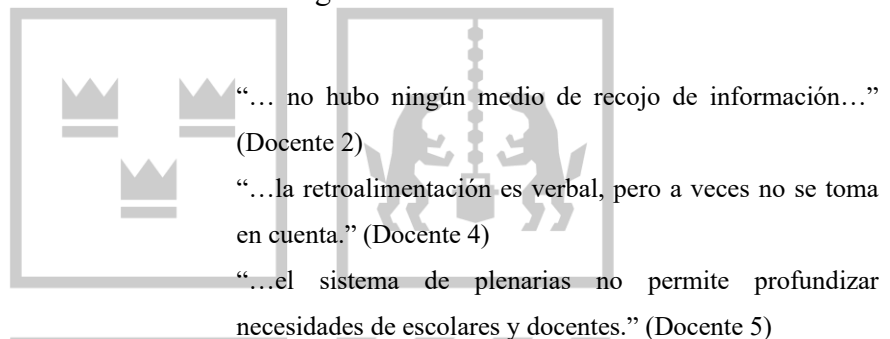 “… no hubo ningún medio de recojo de información…”
(Docente 2)
“…la retroalimentación es verbal, pero a veces no se toma
en cuenta.” (Docente 4)
“…el sistema de plenarias no permite profundizar
necesidades de escolares y docentes.” (Docente 5)